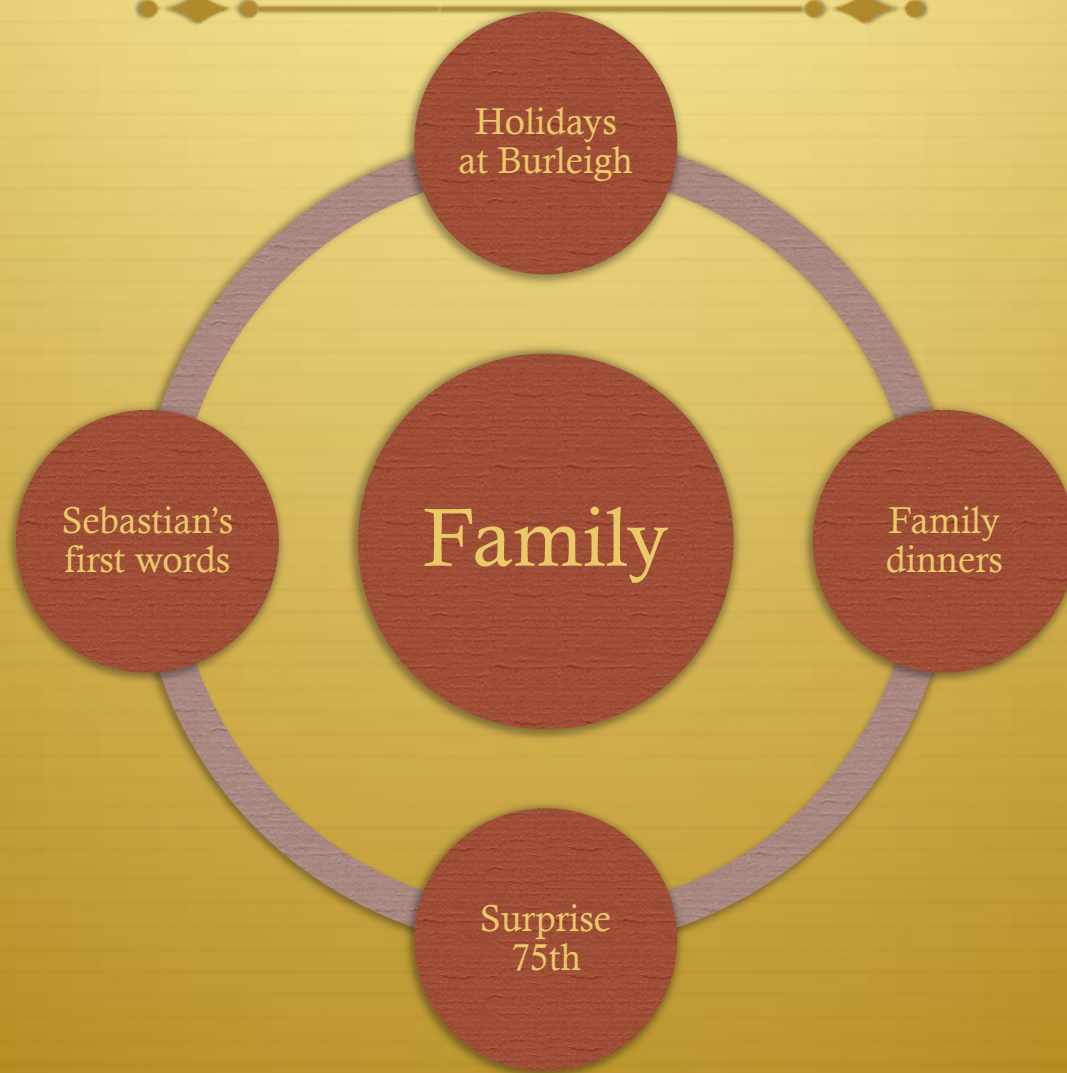 Holidays
at Burleigh
Sebastian’s
first words
Family
Family
dinners
Surprise
75th